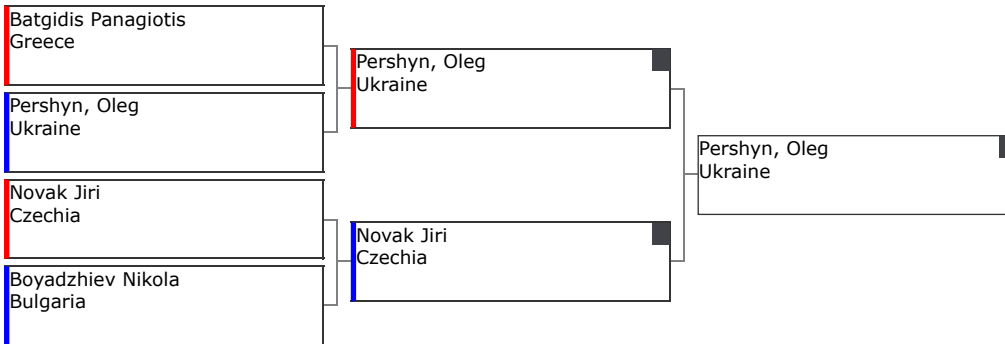 Batgidis Panagiotis
Greece
Pershyn, Oleg
Ukraine
Novak Jiri
Czechia
Boyadzhiev Nikola
Bulgaria
Pershyn, Oleg
Ukraine
Novak Jiri
Czechia
Pershyn, Oleg
Ukraine